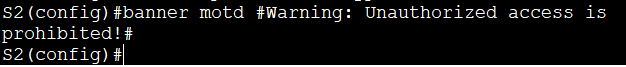 S2(config)#banner motd #Warning: Unauthorized access is
prohibited!#
S2(config)#